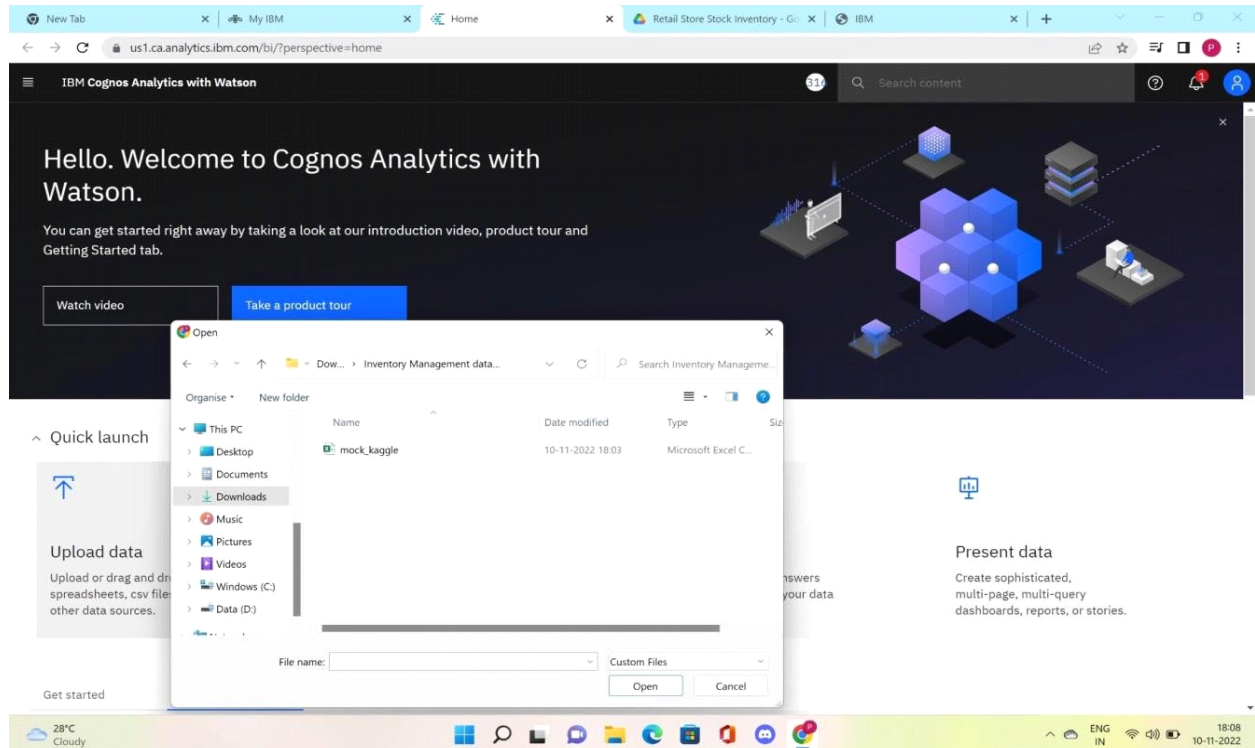 New Tab
My IBM
Home
Retail Store Stock Inventory - Go
IBM
us1.ca.analytics.ibm.com/bi/?perspective=home
P
IBM Cognos Analytics with Watson
316
Search content
1
Hello. Welcome to Cognos Analytics with
Watson.
You can get started right away by taking a look at our introduction video, product tour and
Getting Started tab.
Watch video
Take a product tour
Open
Dow... › Inventory Management data...
Search Inventory Manageme...
Organise
New folder
This PC
Desktop
Documents
Downloads
Music
Pictures
Videos
Windows (C:)
Data (D:)
Name
Date modified
Type
Siz
mock_kaggle
10-11-2022 18:03
Microsoft Excel C...
File name:
Custom Files
Open
Cancel
Quick launch
Upload data
Upload or drag and dr
spreadsheets, csv file
other data sources.
nswers
your data
Present data
Create sophisticated,
multi-page, multi-query
dashboards, reports, or stories.
Get started
28°C
Cloudy
ENG
IN
18:08
10-11-2022